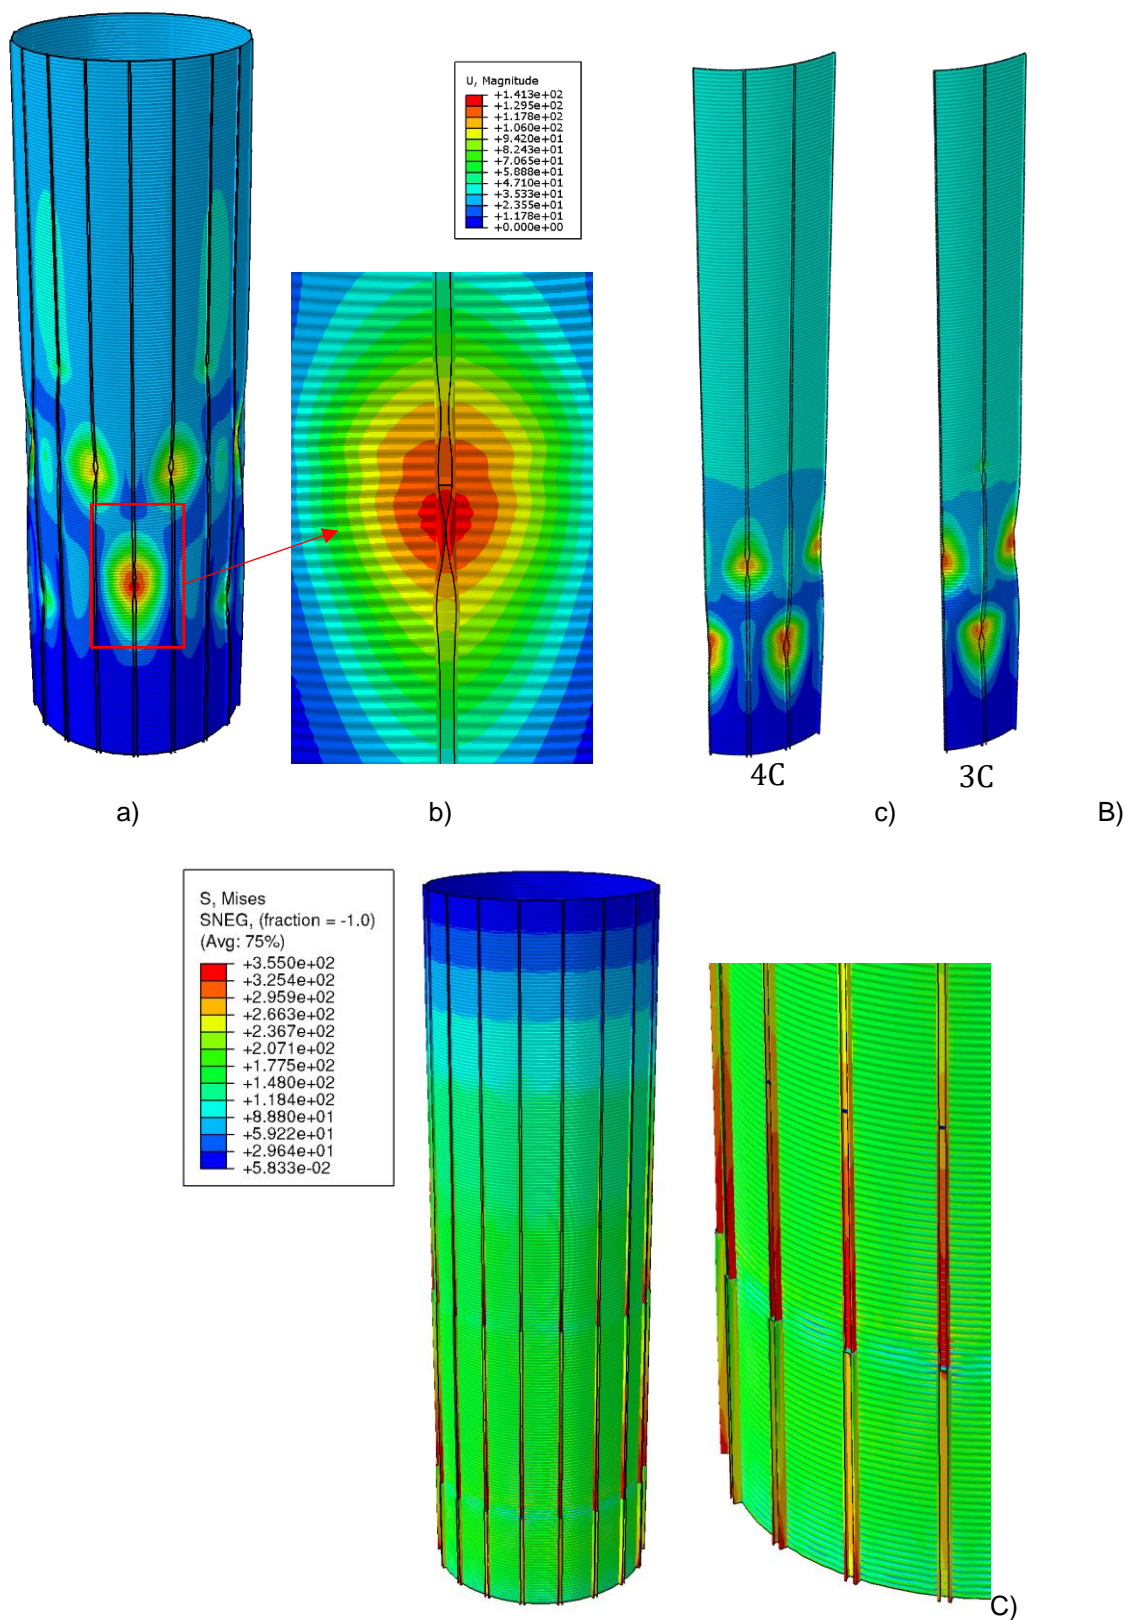 U, Magnitude
+1.413e+02
+1.295e+02
+1.178e+02
+1.060e+02
+9.420e+01
+8.243e+01
+7.065e+01
+5.888e+01
+4.710e+01
+3.533e+01
+2.355e+01
+1.178e+01
+0.000e+00
4C
3C
a)
b)
c)
B)
S, Mises
SNEG, (fraction = -1.0)
(Avg: 75%)
+3.550e+02
+3.254e+02
+2.959e+02
+2.663e+02
+2.367e+02
+2.071e+02
+1.775e+02
+1.480e+02
+1.184e+02
+8.880e+01
+5.922e+01
+2.964e+01
+5.833e-02
C)